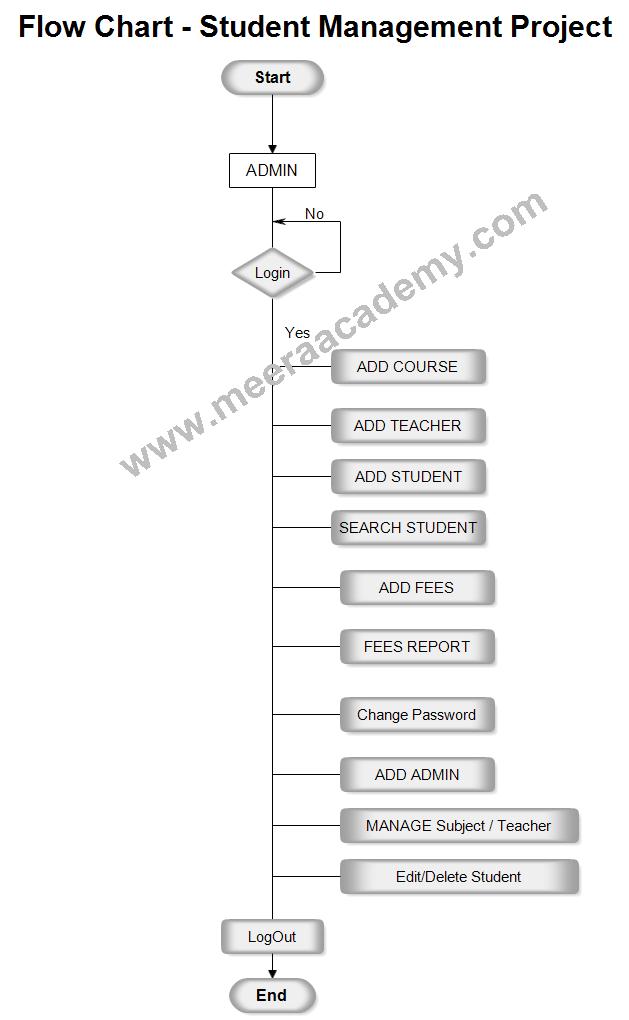 Flow Chart - Student Management Project
Start
ADMIN
No
Login
Yes
ADD COURSE
ADD TEACHER
ADD STUDENT
SEARCH STUDENT
ADD FEES
FEES REPORT
Change Password
ADD ADMIN
MANAGE Subject / Teacher
Edit/Delete Student
LogOut
End
www.meeraacademy.com